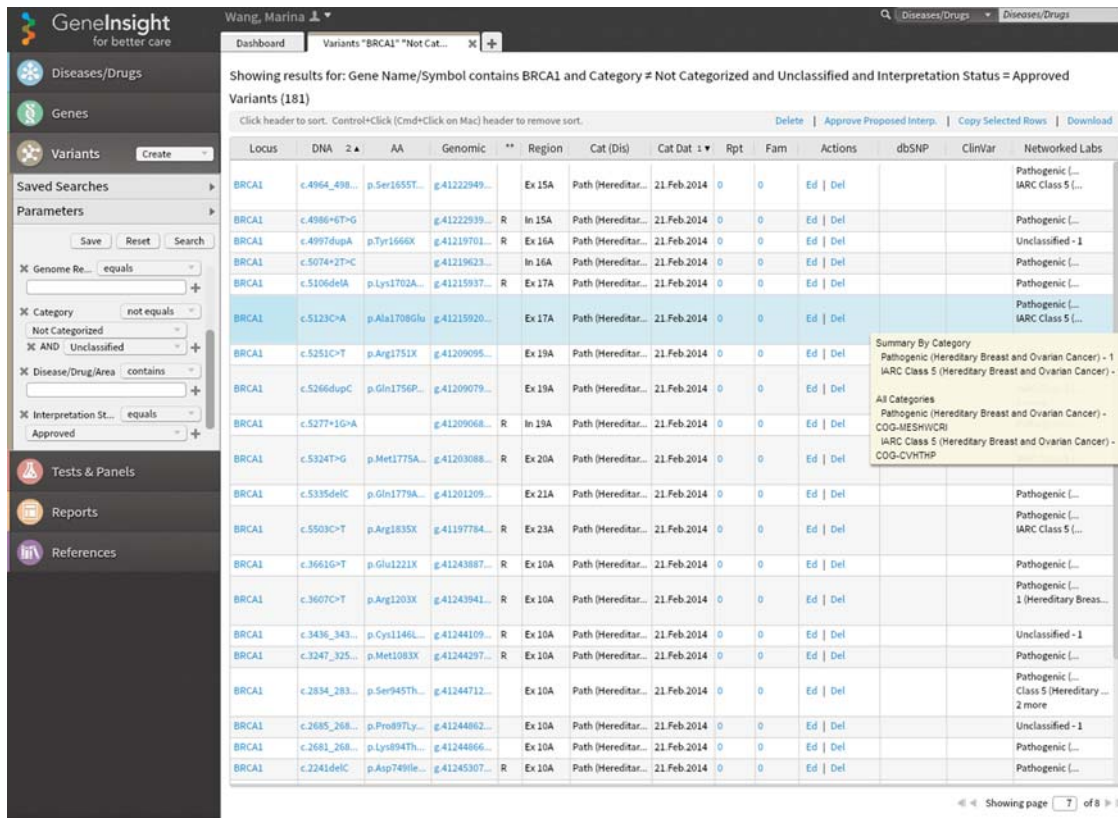 GeneInsight
for better care
Wang, Marina
Diseases/Drugs Diseases/Drugs
Dashboard Variants "BRCA1" "Not Cat...
Diseases/Drugs
Genes
Variants Create
Saved Searches
Parameters
Save Reset Search
Genome Re... equals
Category not equals
Not Categorized
AND Unclassified
Disease/Drug/Area contains
Interpretation St... equals
Approved
Tests & Panels
Reports
References
Showing results for: Gene Name/Symbol contains BRCA1 and Category ≠ Not Categorized and Unclassified and Interpretation Status = Approved
Variants (181)
Click header to sort. Control+Click (Cmd+Click on Mac) header to remove sort. Delete | Approve Proposed Interp. | Copy Selected Rows | Download
Locus DNA 2▲ AA Genomic ** Region Cat (Dis) Cat Dat 1▼ Rpt Fam Actions dbSNP ClinVar Networked Labs
BRCA1 c.4964_498... p.Ser1655T... g.41222949... Ex 15A Path (Hereditar... 21.Feb.2014 0 0 Ed | Del Pathogenic (...
IARC Class 5 (...
BRCA1 c.4986+6T>G g.41222939... R In 15A Path (Hereditar... 21.Feb.2014 0 0 Ed | Del Pathogenic (...
BRCA1 c.4997dupA p.Tyr1666X g.41219701... R Ex 16A Path (Hereditar... 21.Feb.2014 0 0 Ed | Del Unclassified - 1
BRCA1 c.5074+2T>C g.41219623... In 16A Path (Hereditar... 21.Feb.2014 0 0 Ed | Del Pathogenic (...
BRCA1 c.5106delA p.Lys1702A... g.41215937... R Ex 17A Path (Hereditar... 21.Feb.2014 0 0 Ed | Del Pathogenic (...
BRCA1 c.5123C>A p.Ala1708Glu g.41215920... Ex 17A Path (Hereditar... 21.Feb.2014 0 0 Ed | Del Pathogenic (...
IARC Class 5 (...
BRCA1 c.5251C>T p.Arg1751X g.41209095... Ex 19A Path (Hereditar... 21.Feb.2014 0 0 Ed | Del
BRCA1 c.5266dupC p.Gln1756P... g.41209079... Ex 19A Path (Hereditar... 21.Feb.2014 0 0 Ed | Del
BRCA1 c.5277+1G>A g.41209068... R In 19A Path (Hereditar... 21.Feb.2014 0 0 Ed | Del
BRCA1 c.5324T>G p.Met1775A... g.41203088... R Ex 20A Path (Hereditar... 21.Feb.2014 0 0 Ed | Del
Summary By Category
Pathogenic (Hereditary Breast and Ovarian Cancer) - 1
IARC Class 5 (Hereditary Breast and Ovarian Cancer) -
All Categories
Pathogenic (Hereditary Breast and Ovarian Cancer) -
COG-MESHWCRI
IARC Class 5 (Hereditary Breast and Ovarian Cancer) -
COG-CVHTHP
BRCA1 c.5335delC p.Gln1779A... g.41201209... Ex 21A Path (Hereditar... 21.Feb.2014 0 0 Ed | Del Pathogenic (...
BRCA1 c.5503C>T p.Arg1835X g.41197784... R Ex 23A Path (Hereditar... 21.Feb.2014 0 0 Ed | Del Pathogenic (...
IARC Class 5 (...
BRCA1 c.3661G>T p.Glu1221X g.41243887... R Ex 10A Path (Hereditar... 21.Feb.2014 0 0 Ed | Del Pathogenic (...
BRCA1 c.3607C>T p.Arg1203X g.41243941... R Ex 10A Path (Hereditar... 21.Feb.2014 0 0 Ed | Del Pathogenic (...
1 (Hereditary Breas...
BRCA1 c.3436_343... p.Cys1146L... g.41244109... R Ex 10A Path (Hereditar... 21.Feb.2014 0 0 Ed | Del Unclassified - 1
BRCA1 c.3247_325... p.Met1083X g.41244297... R Ex 10A Path (Hereditar... 21.Feb.2014 0 0 Ed | Del Pathogenic (...
BRCA1 c.2834_283... p.Ser945Th... g.41244712... Ex 10A Path (Hereditar... 21.Feb.2014 0 0 Ed | Del Pathogenic (...
Class 5 (Hereditary ...
2 more
BRCA1 c.2685_268... p.Pro897Ly... g.41244862... Ex 10A Path (Hereditar... 21.Feb.2014 0 0 Ed | Del Unclassified - 1
BRCA1 c.2681_268... p.Lys894Th... g.41244866... Ex 10A Path (Hereditar... 21.Feb.2014 0 0 Ed | Del Pathogenic (...
BRCA1 c.2241delC p.Asp749Ile... g.41245307... R Ex 10A Path (Hereditar... 21.Feb.2014 0 0 Ed | Del Pathogenic (...
Showing page 7 of 8